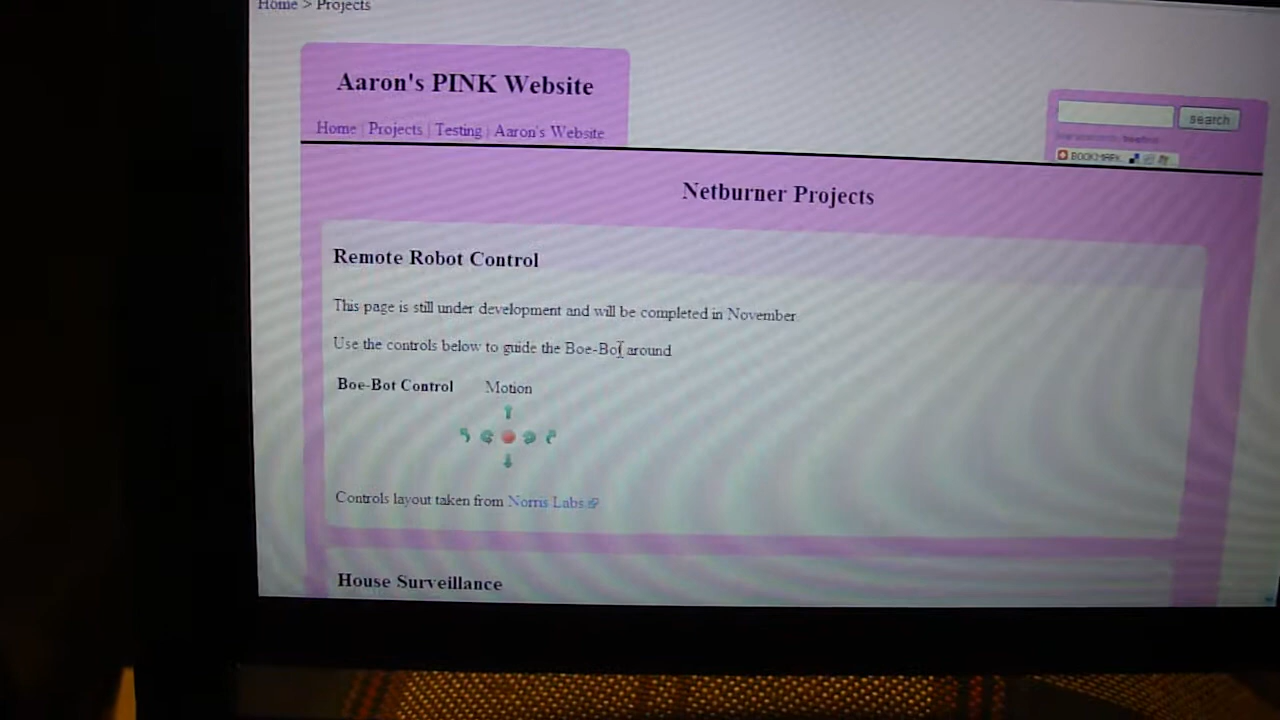 Home > Projects
Aaron's PINK Website
Home | Projects | Testing | Aaron's Website
search
BOOKMARK
Netburner Projects
Remote Robot Control
This page is still under development and will be completed in November
Use the controls below to guide the Boe-Bot around
Boe-Bot Control Motion
Controls layout taken from Norris Labs
House Surveillance